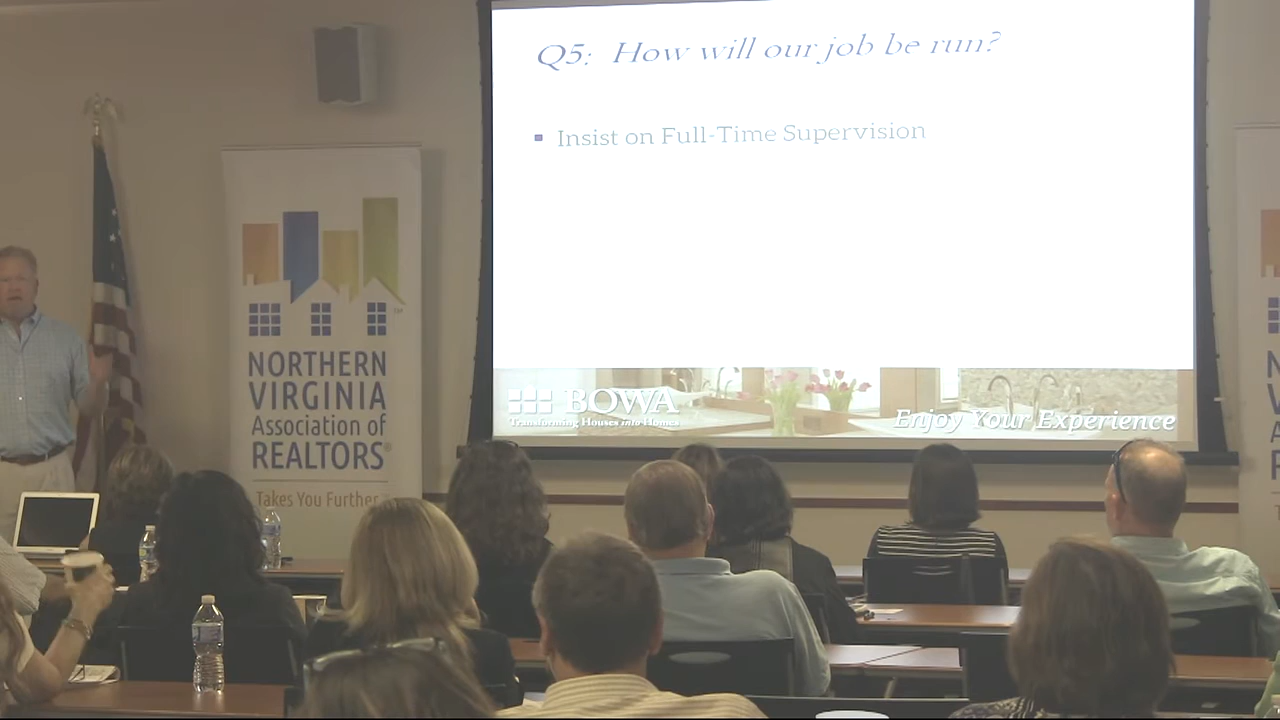 Q5: How will our job be run?
Insist on Full-Time Supervision
BOWA
Transforming Houses into Homes
Enjoy Your Experience
NORTHERN
VIRGINIA
Association of
REALTORS®
Takes You Further
TM
N
V
A
R